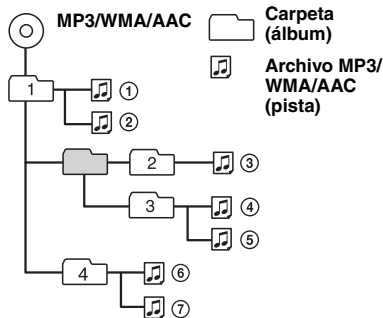 MP3/WMA/AAC
Carpeta
(álbum)
Archivo MP3/
WMA/AAC
(pista)
1
①
②
2
③
3
④
⑤
4
⑥
⑦